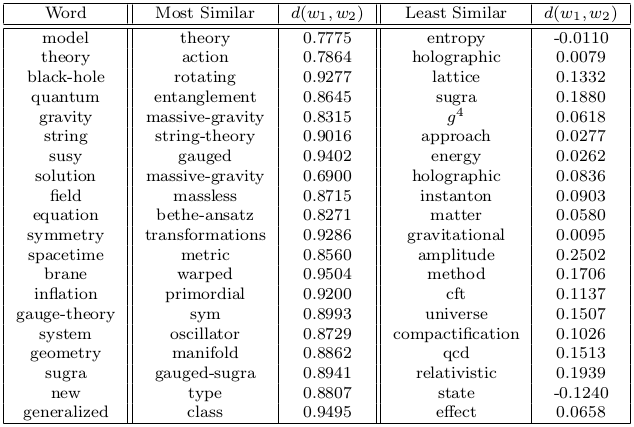 Word Most Similar d(w₁, w₂) Least Similar d(w₁, w₂)
model theory 0.7775 entropy -0.0110
theory action 0.7864 holographic 0.0079
black-hole rotating 0.9277 lattice 0.1332
quantum entanglement 0.8645 sugra 0.1880
gravity massive-gravity 0.8315 g⁴ 0.0618
string string-theory 0.9016 approach 0.0277
susy gauged 0.9402 energy 0.0262
solution massive-gravity 0.6900 holographic 0.0836
field massless 0.8715 instanton 0.0903
equation bethe-ansatz 0.8271 matter 0.0580
symmetry transformations 0.9286 gravitational 0.0095
spacetime metric 0.8560 amplitude 0.2502
brane warped 0.9504 method 0.1706
inflation primordial 0.9200 cft 0.1137
gauge-theory sym 0.8993 universe 0.1507
system oscillator 0.8729 compactification 0.1026
geometry manifold 0.8862 qcd 0.1513
sugra gauged-sugra 0.8941 relativistic 0.1939
new type 0.8807 state -0.1240
generalized class 0.9495 effect 0.0658